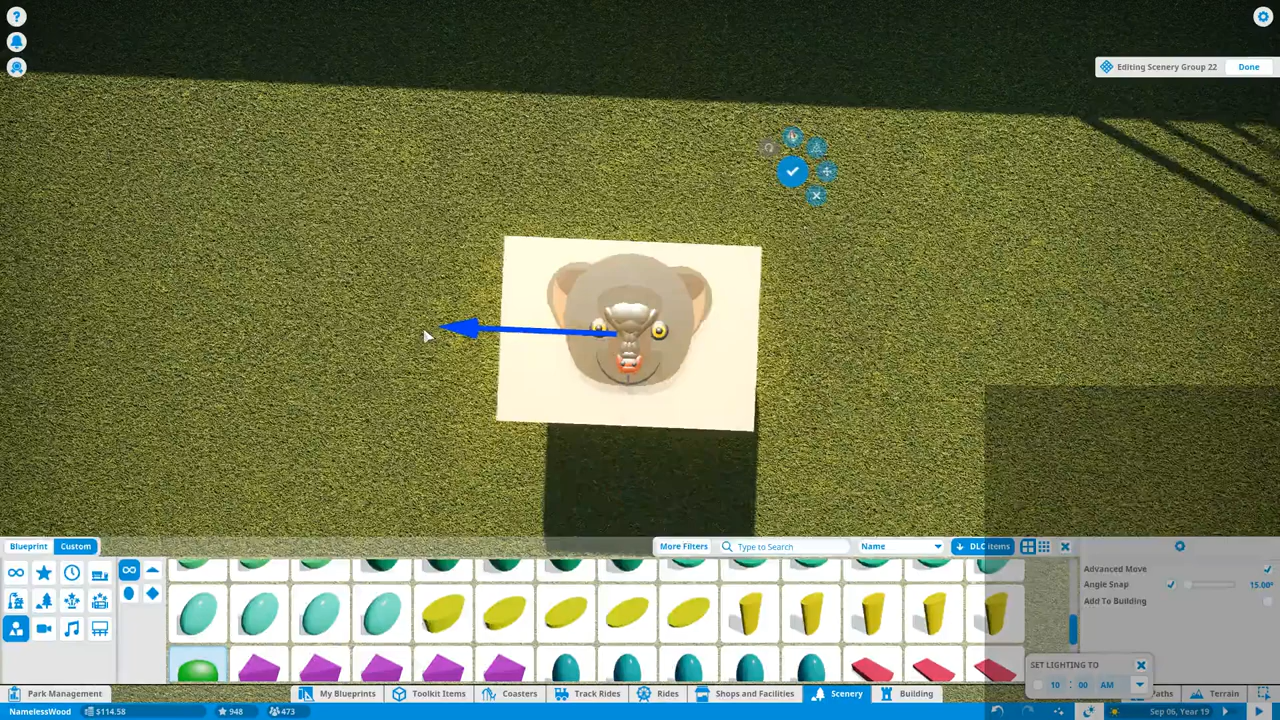 ?
Editing Scenery Group 22 Done
Blueprint Custom More Filters Type to Search Name DLC items
Advanced Move
Angle Snap 15.00°
Add To Building
SET LIGHTING TO
10 : 00 AM
Park Management My Blueprints Toolkit Items Coasters Track Rides Rides Shops and Facilities Scenery Building Paths Terrain
NamelessWood $114.58 948 473 Sep 06, Year 19